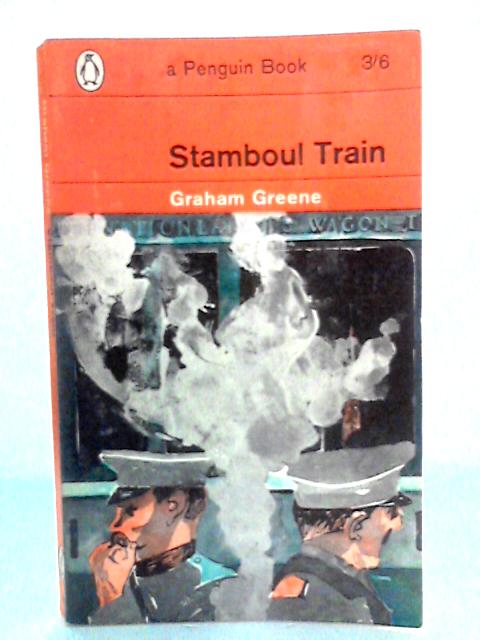 a Penguin Book 3/6
Stamboul Train
Graham Greene
WAGON